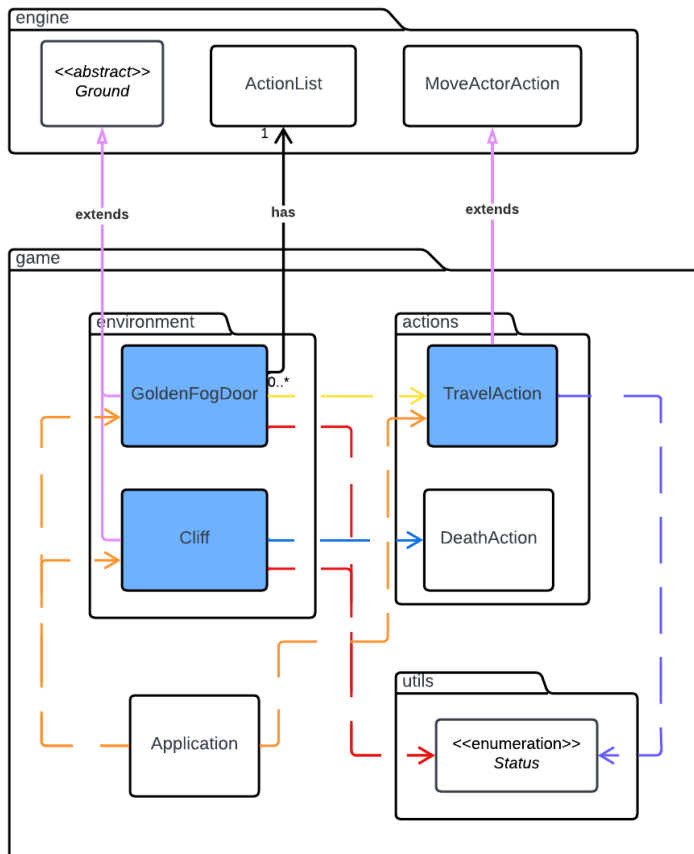 engine
<<abstract>>
Ground
ActionList
MoveActorAction
1
extends
has
extends
game
environment
actions
GoldenFogDoor
0..*
TravelAction
Cliff
DeathAction
utils
Application
<<enumeration>>
Status